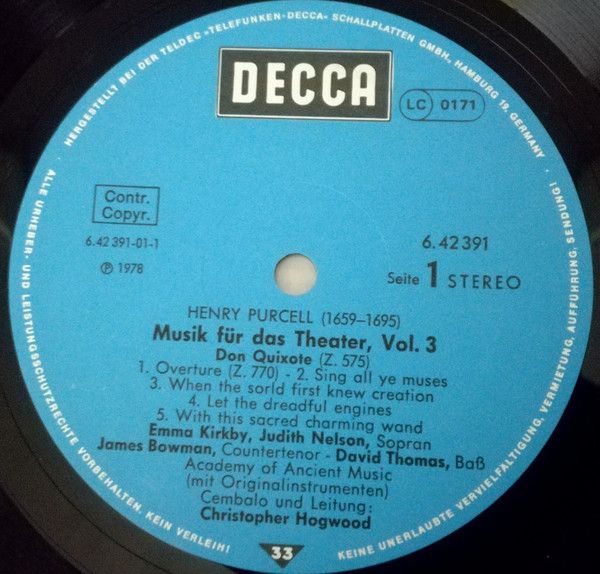 HERGESTELLT BEI DER TELDEC »TELEFUNKEN-DECCA« SCHALLPLATTEN GMBH, HAMBURG 19, GERMANY
DECCA
LC 0171
Contr.
Copyr.
6.42 391-01-1
Ⓟ 1978
6.42391
Seite 1 STEREO
HENRY PURCELL (1659–1695)
Musik für das Theater, Vol. 3
Don Quixote (Z. 575)
1. Overture (Z. 770) - 2. Sing all ye muses
3. When the sorld first knew creation
4. Let the dreadful engines
5. With this sacred charming wand
Emma Kirkby, Judith Nelson, Sopran
James Bowman, Countertenor - David Thomas, Baß
Academy of Ancient Music
(mit Originalinstrumenten)
Cembalo und Leitung:
Christopher Hogwood
33
ALLE URHEBER- UND LEISTUNGSSCHUTZRECHTE VORBEHALTEN. KEIN VERLEIH!
KEINE UNERLAUBTE VERVIELFÄLTIGUNG, VERMIETUNG, AUFFÜHRUNG, SENDUNG!